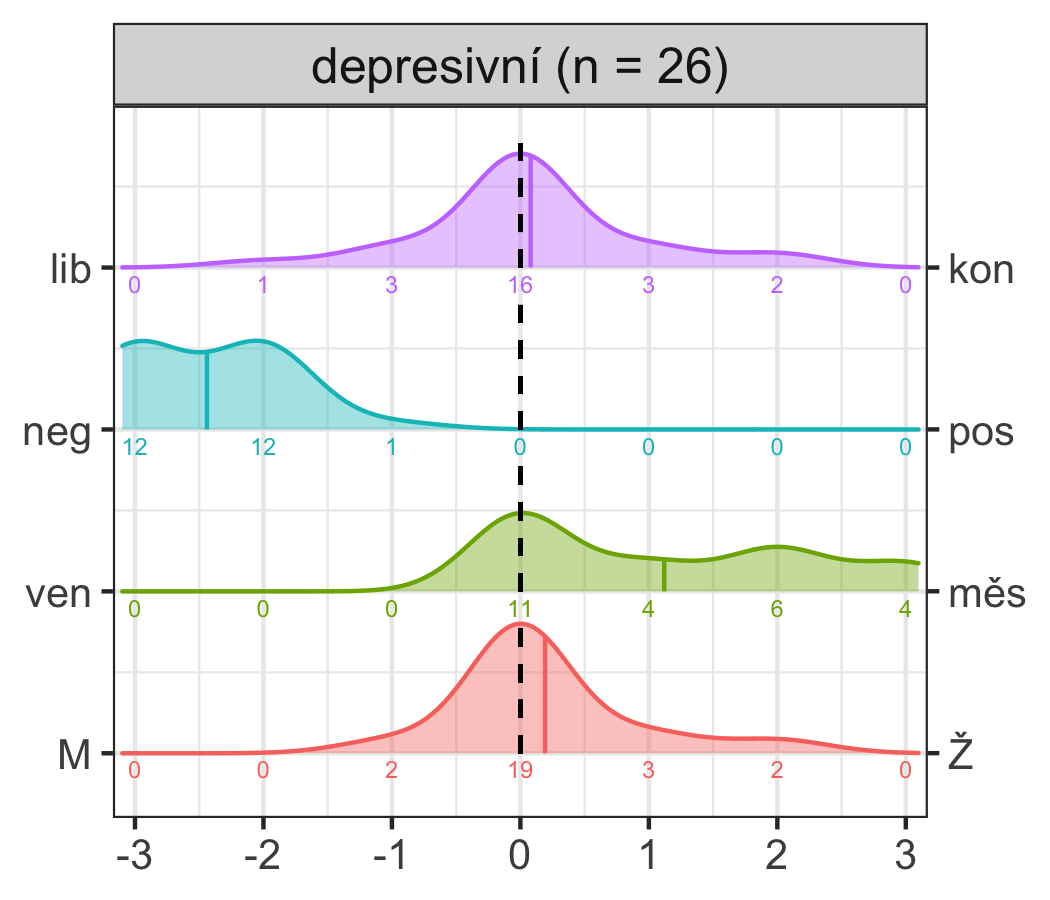 depresivní (n = 26)
lib kon
0 1 3 16 3 2 0
neg pos
12 12 1 0 0 0 0
ven měs
0 0 0 11 4 6 4
M Ž
0 0 2 19 3 2 0
-3 -2 -1 0 1 2 3